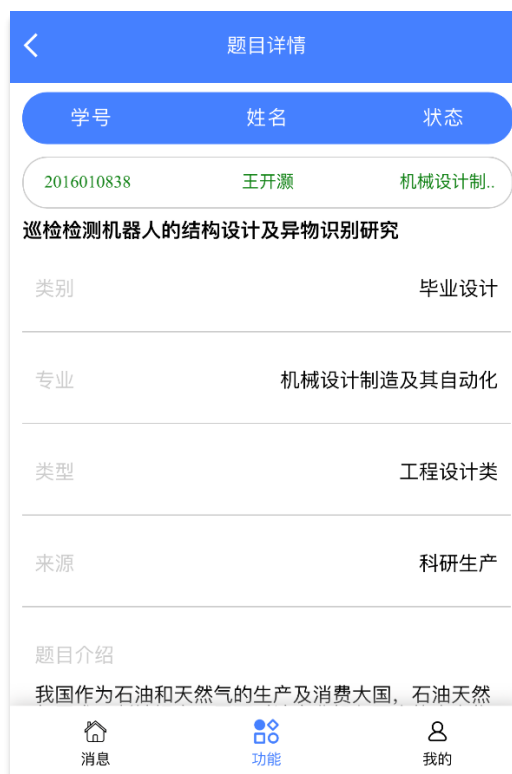 题目详情
学号 姓名 状态
2016010838 王开灏 机械设计制..
巡检检测机器人的结构设计及异物识别研究
类别 毕业设计
专业 机械设计制造及其自动化
类型 工程设计类
来源 科研生产
题目介绍
我国作为石油和天然气的生产及消费大国，石油天然
消息 功能 我的